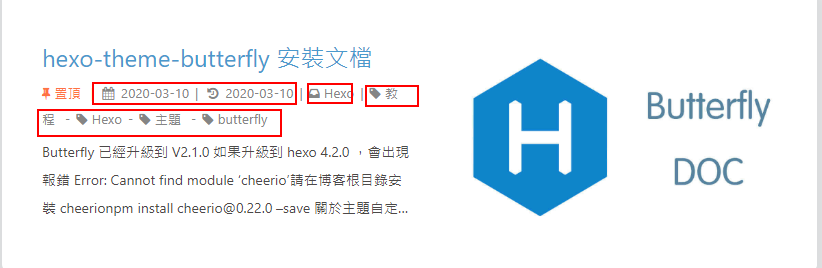 hexo-theme-butterfly 安裝文檔
置頂 2020-03-10 | 2020-03-10 | Hexo | 教
程 - Hexo - 主題 - butterfly
Butterfly 已經升級到 V2.1.0 如果升級到 hexo 4.2.0 ，會出現
報錯 Error: Cannot find module ‘cheerio’請在博客根目錄安
裝 cheerionpm install cheerio@0.22.0 –save 關於主題自定...
H
Butterfly
DOC